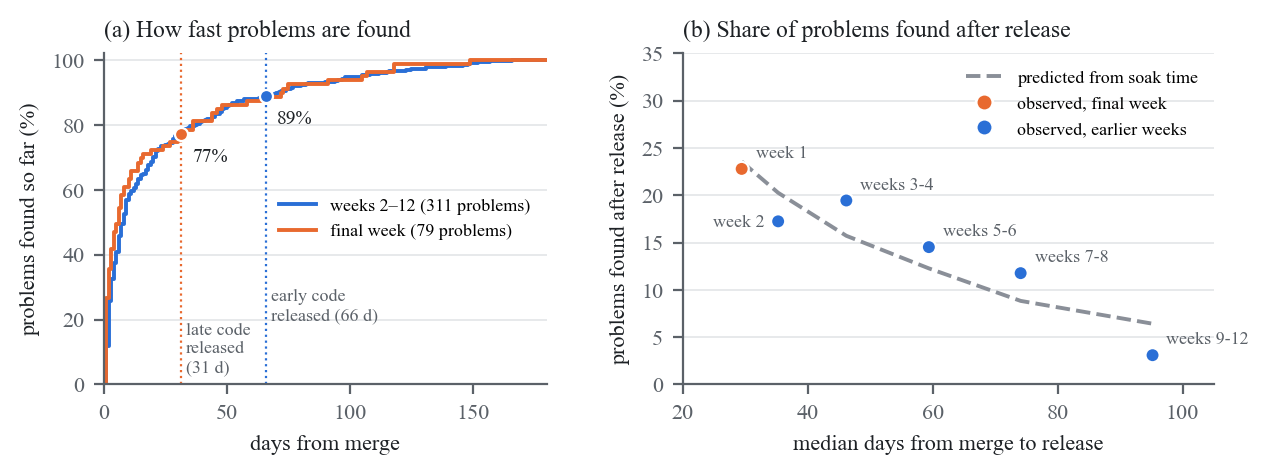 (a) How fast problems are found
100
80
60
40
20
0
problems found so far (%)
89%
77%
weeks 2–12 (311 problems)
final week (79 problems)
early code
released (66 d)
late code
released
(31 d)
0
50
100
150
days from merge
(b) Share of problems found after release
35
30
25
20
15
10
5
0
problems found after release (%)
predicted from soak time
observed, final week
observed, earlier weeks
week 1
week 2
weeks 3-4
weeks 5-6
weeks 7-8
weeks 9-12
20
40
60
80
100
median days from merge to release